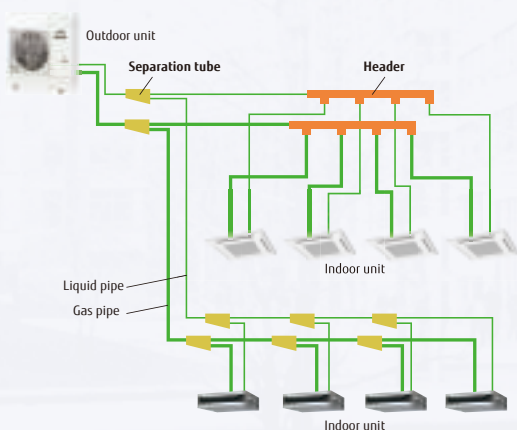 Outdoor unit
Separation tube
Header
Indoor unit
Liquid pipe
Gas pipe
Indoor unit